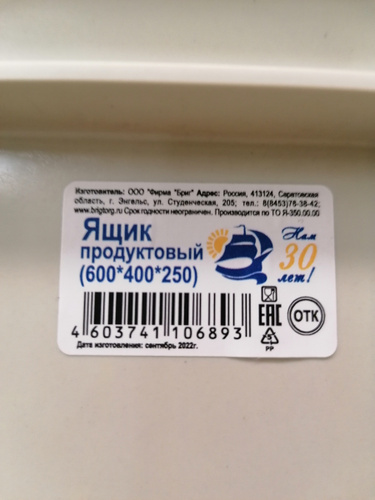 Изготовитель: ООО "Фирма "Бриг" Адрес: Россия, 413124, Саратовская
область, г. Энгельс, ул. Студенческая, 205; тел.: 8(8453)76-38-42;
www.brigtorg.ru Срок годности неограничен. Производится по ТО Я-350.00.00
Ящик
продуктовый
(600*400*250)
Нам
30
лет!
EAC
ОТК
4 603741 106893
5
PP
Дата изготовления: сентябрь 2022г.